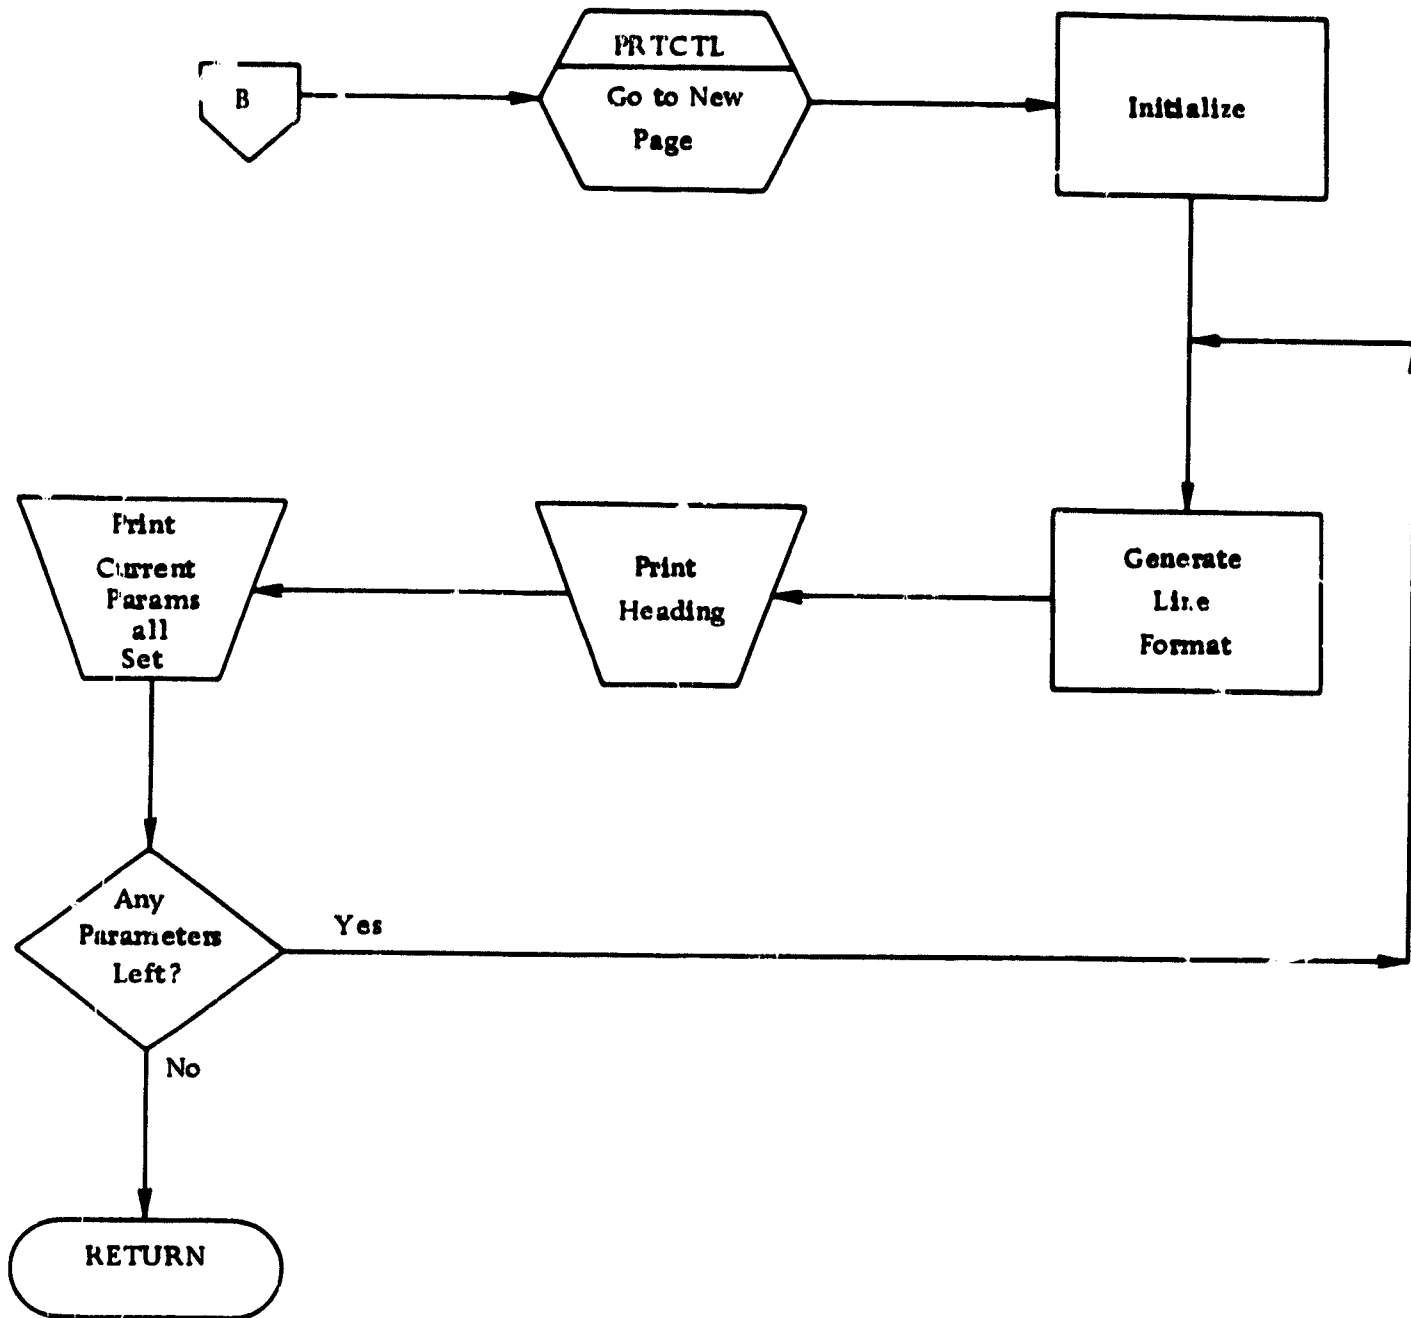 B
PRTCTL
Go to New
Page
Initialize
Generate
Line
Format
Print
Heading
Print
Current
Params
all
Set
Any
Parameters
Left?
Yes
No
RETURN